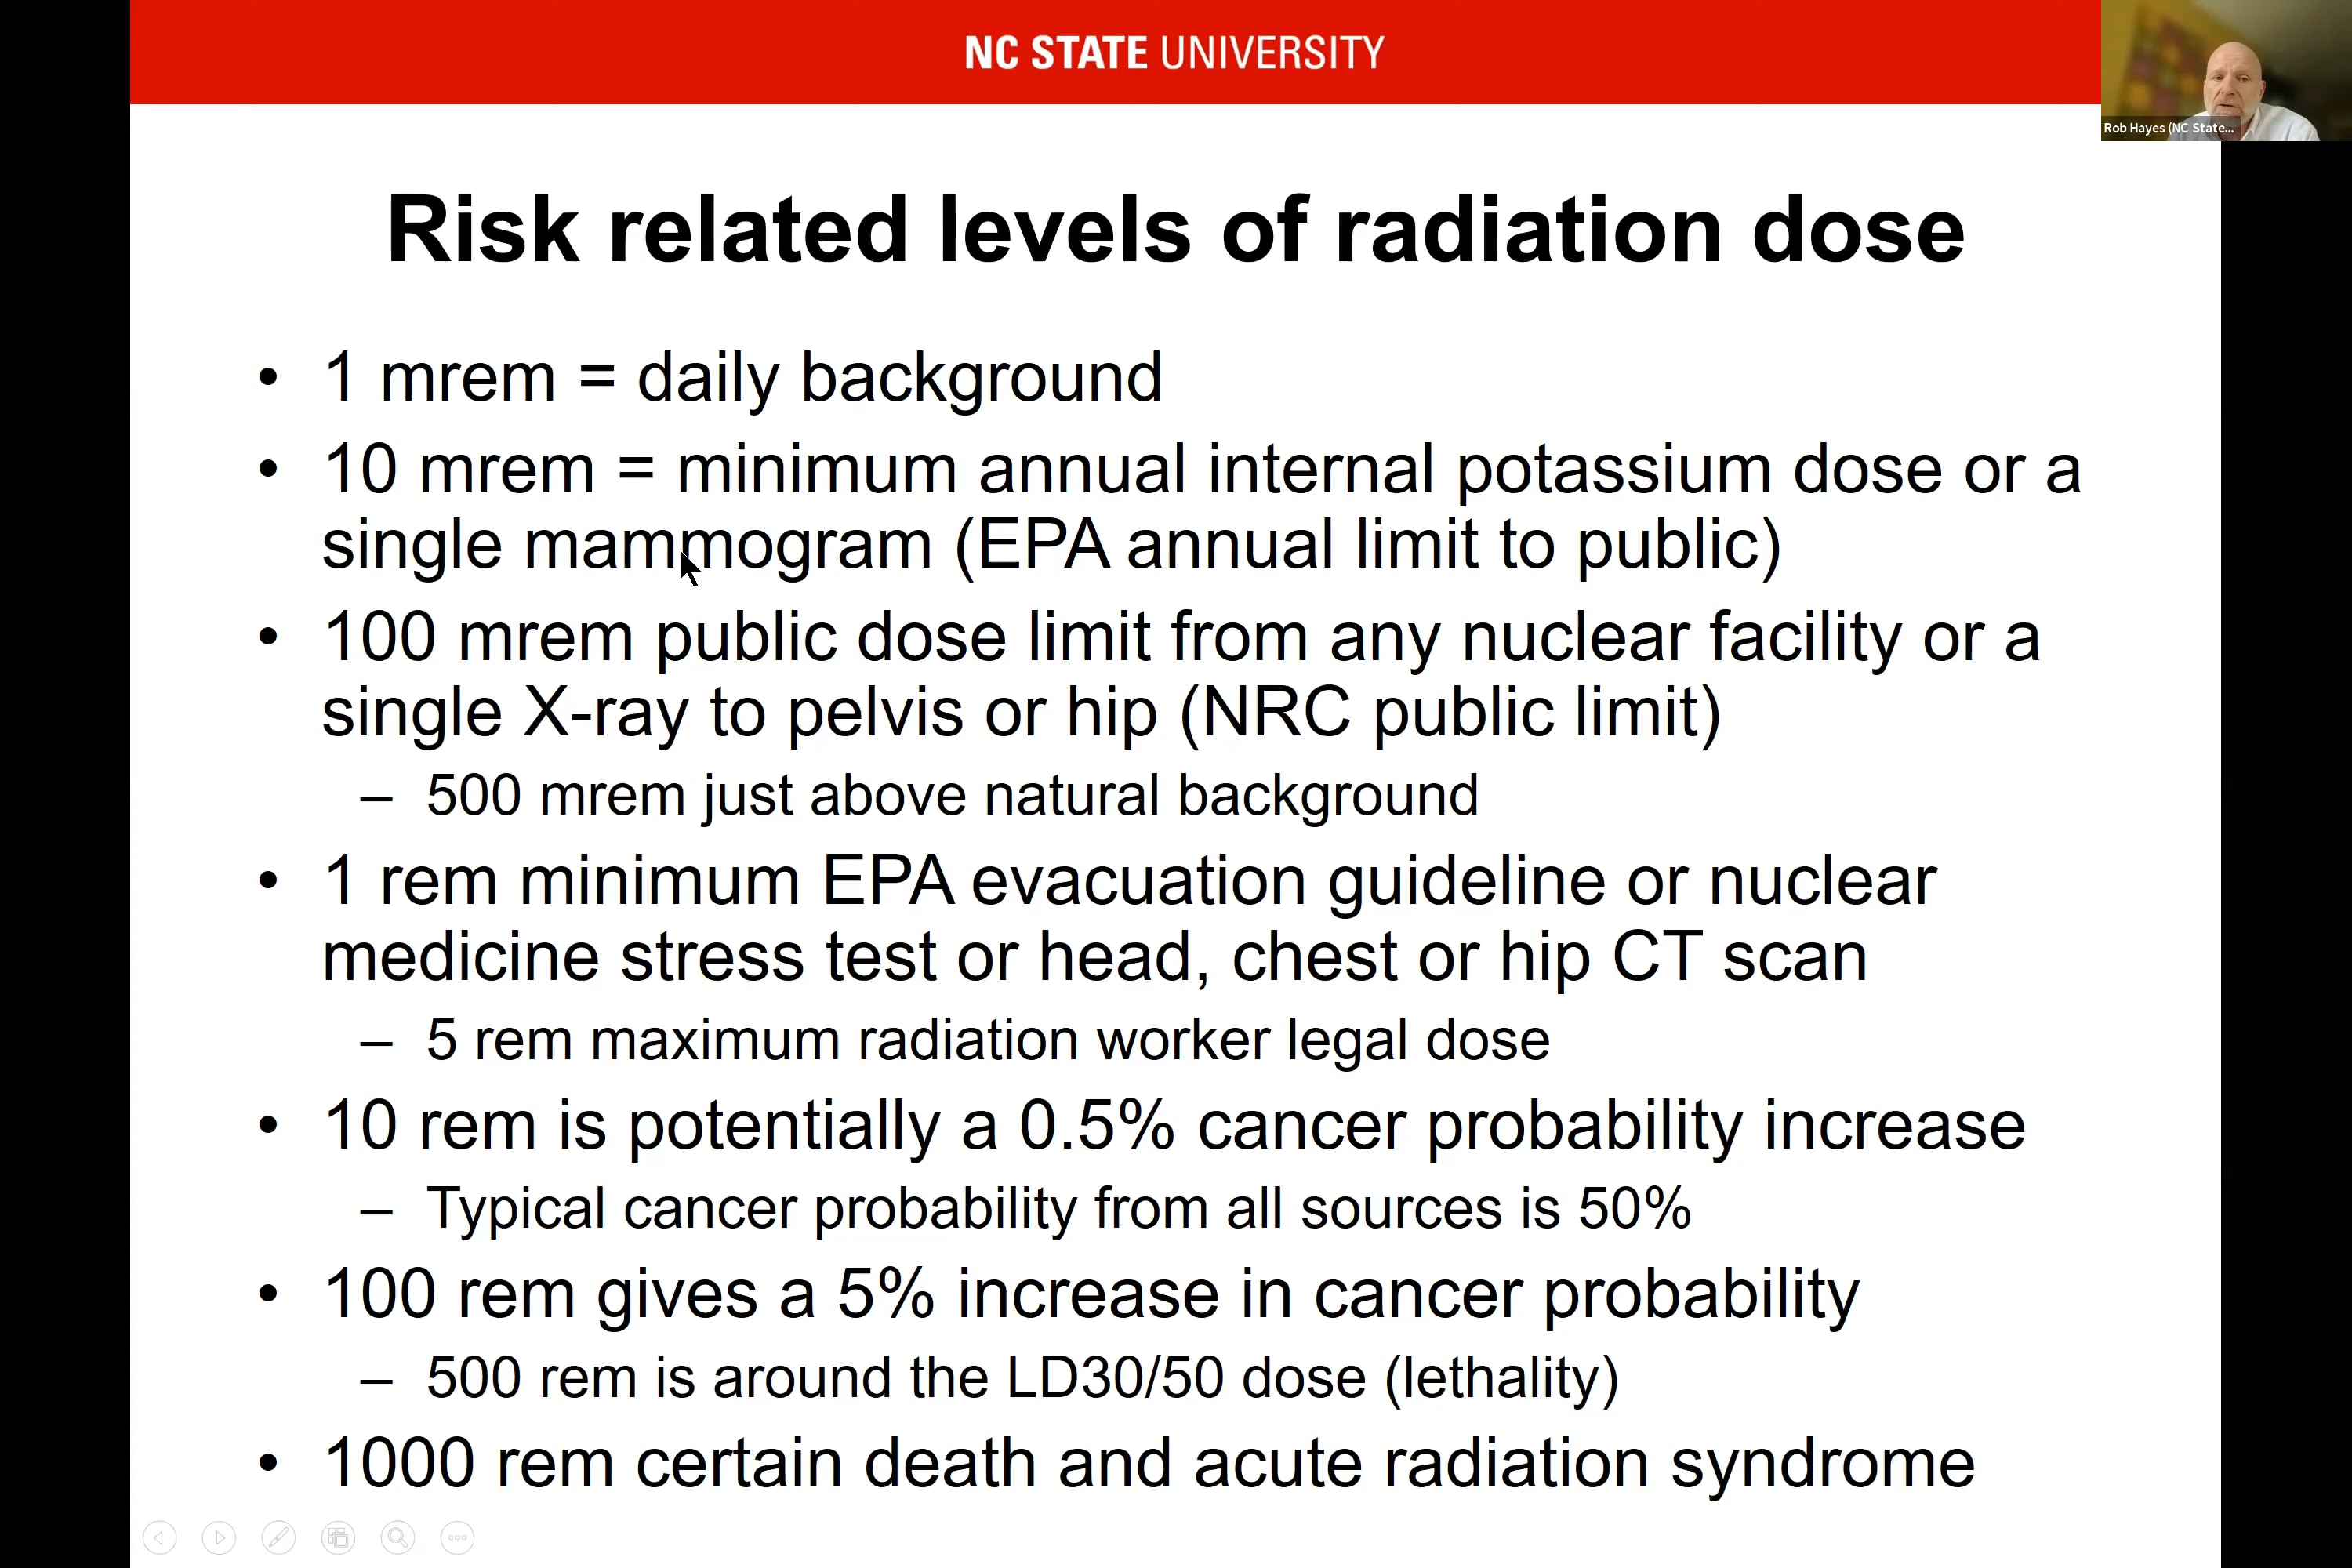 NC STATE UNIVERSITY
Rob Hayes (NC State...
Risk related levels of radiation dose
• 1 mrem = daily background
• 10 mrem = minimum annual internal potassium dose or a
single mammogram (EPA annual limit to public)
• 100 mrem public dose limit from any nuclear facility or a
single X-ray to pelvis or hip (NRC public limit)
– 500 mrem just above natural background
• 1 rem minimum EPA evacuation guideline or nuclear
medicine stress test or head, chest or hip CT scan
– 5 rem maximum radiation worker legal dose
• 10 rem is potentially a 0.5% cancer probability increase
– Typical cancer probability from all sources is 50%
• 100 rem gives a 5% increase in cancer probability
– 500 rem is around the LD30/50 dose (lethality)
• 1000 rem certain death and acute radiation syndrome